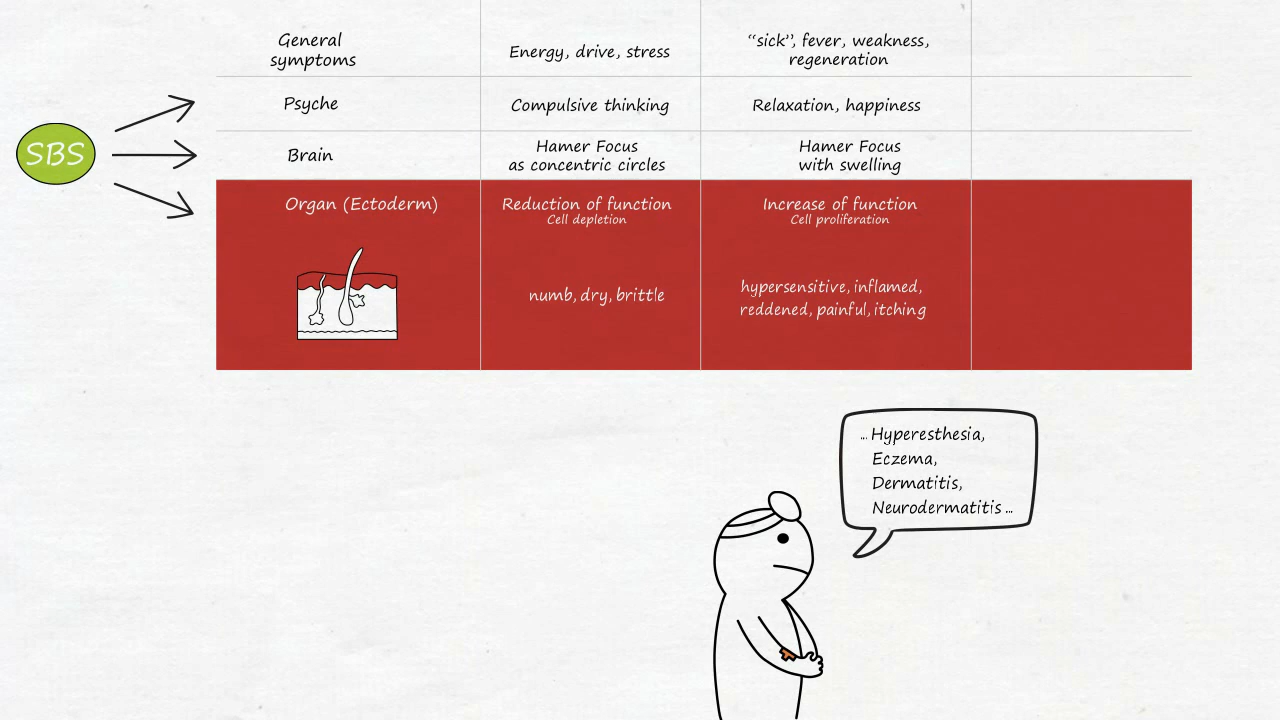 General
symptoms
Energy, drive, stress
“sick”, fever, weakness,
regeneration
Psyche
Compulsive thinking
Relaxation, happiness
SBS
Brain
Hamer Focus
as concentric circles
Hamer Focus
with swelling
Organ (Ectoderm)
Reduction of function
Cell depletion
Increase of function
Cell proliferation
numb, dry, brittle
hypersensitive, inflamed,
reddened, painful, itching
... Hyperesthesia,
Eczema,
Dermatitis,
Neurodermatitis ...